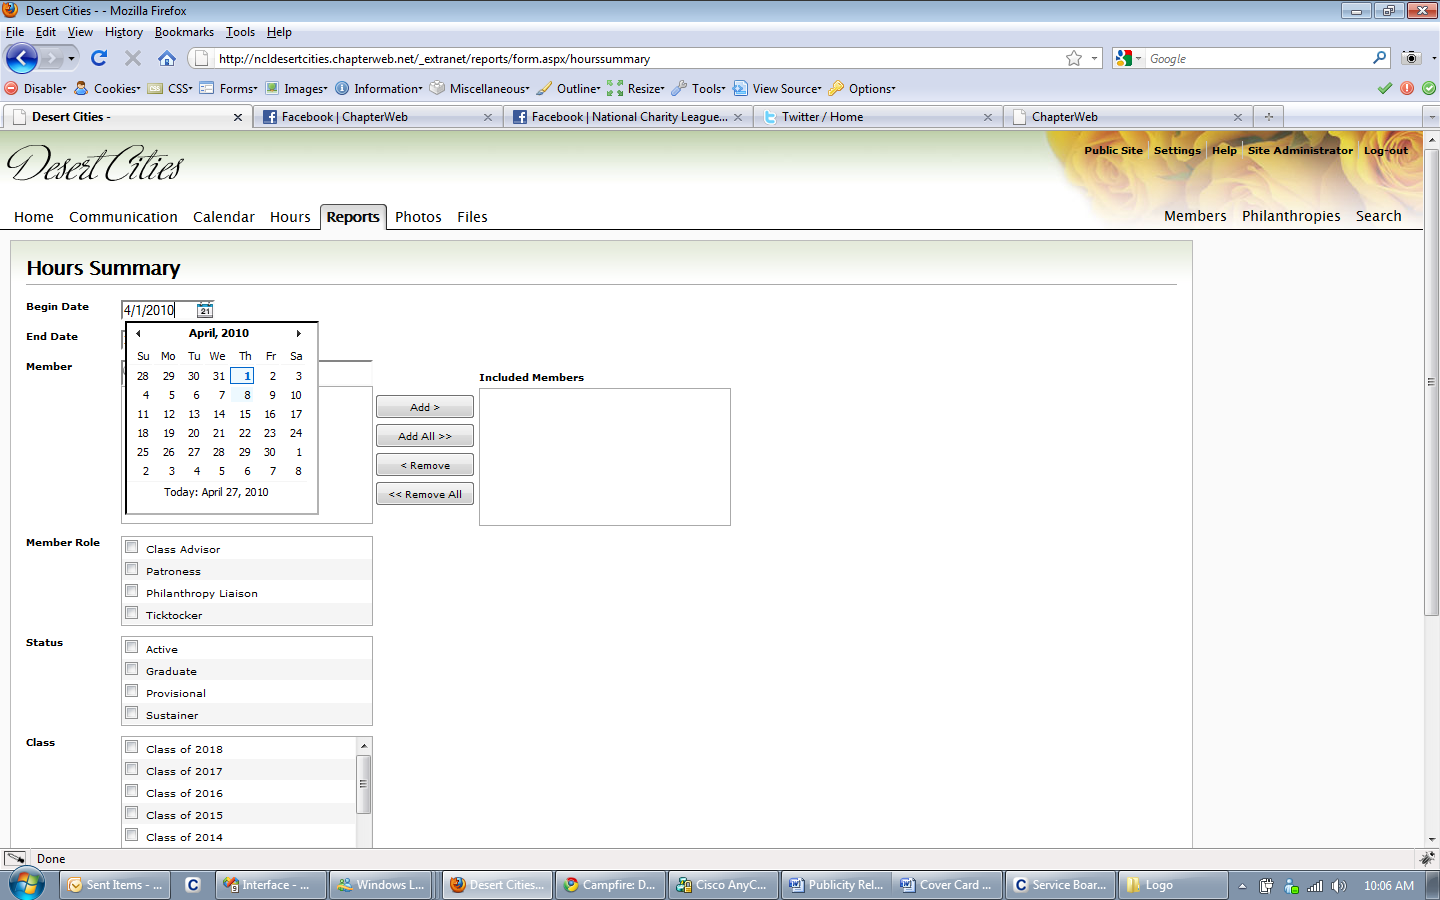 Desert Cities - - Mozilla Firefox
File Edit View History Bookmarks Tools Help
http://ncldesertcities.chapterweb.net/_extranet/reports/form.aspx/hourssummary
Google
Disable Cookies CSS Forms Images Information Miscellaneous Outline Resize Tools View Source Options
Desert Cities -
Facebook | ChapterWeb
Facebook | National Charity League...
Twitter / Home
ChapterWeb
Desert Cities
Public Site Settings Help Site Administrator Log-out
Home Communication Calendar Hours Reports Photos Files
Members Philanthropies Search
Hours Summary
Begin Date 4/1/2010 21
End Date
Member
April, 2010
Su Mo Tu We Th Fr Sa
28 29 30 31 1 2 3
4 5 6 7 8 9 10
11 12 13 14 15 16 17
18 19 20 21 22 23 24
25 26 27 28 29 30 1
2 3 4 5 6 7 8
Today: April 27, 2010
Add >
Add All >>
< Remove
<< Remove All
Included Members
Member Role
Class Advisor
Patroness
Philanthropy Liaison
Ticktocker
Status
Active
Graduate
Provisional
Sustainer
Class
Class of 2018
Class of 2017
Class of 2016
Class of 2015
Class of 2014
Done
Sent Items - ...
C
Interface - ...
Windows L...
Desert Cities...
Campfire: D...
Cisco AnyC...
Publicity Rel...
Cover Card ...
C Service Boar...
Logo
10:06 AM